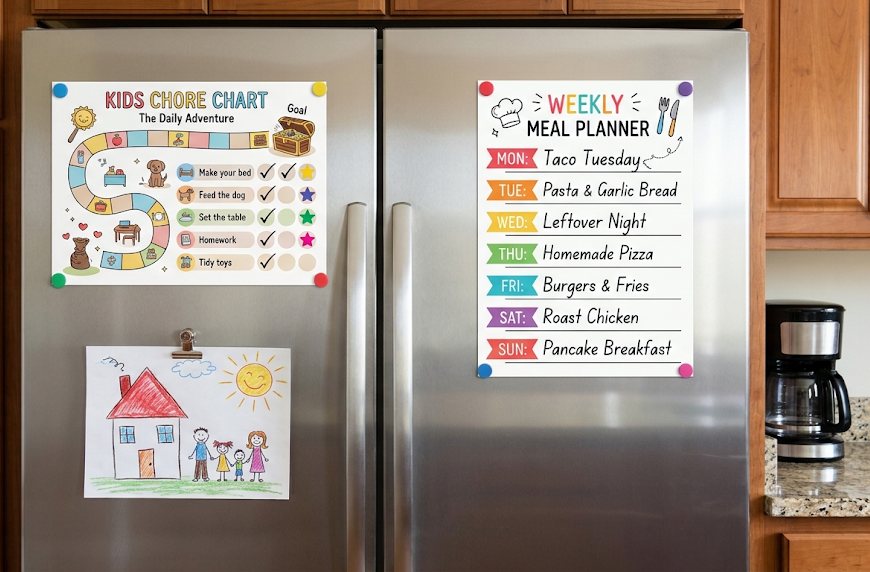 KIDS CHORE CHART
The Daily Adventure
Goal
Make your bed
Feed the dog
Set the table
Homework
Tidy toys
WEEKLY
MEAL PLANNER
MON: Taco Tuesday
TUE: Pasta & Garlic Bread
WED: Leftover Night
THU: Homemade Pizza
FRI: Burgers & Fries
SAT: Roast Chicken
SUN: Pancake Breakfast